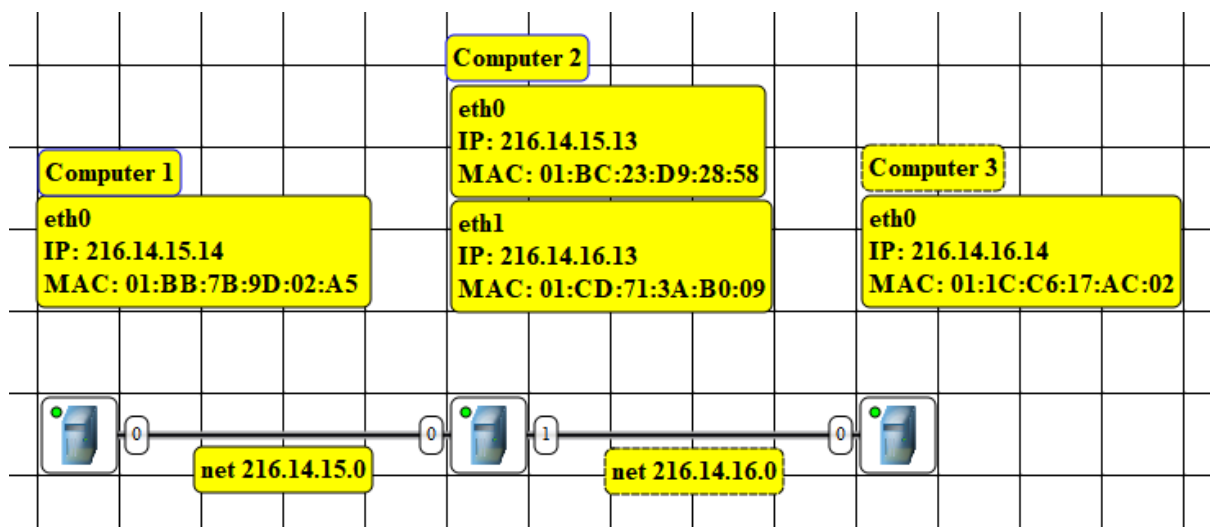 Computer 1
eth0
IP: 216.14.15.14
MAC: 01:BB:7B:9D:02:A5
Computer 2
eth0
IP: 216.14.15.13
MAC: 01:BC:23:D9:28:58
eth1
IP: 216.14.16.13
MAC: 01:CD:71:3A:B0:09
Computer 3
eth0
IP: 216.14.16.14
MAC: 01:1C:C6:17:AC:02
0
0
1
0
net 216.14.15.0
net 216.14.16.0